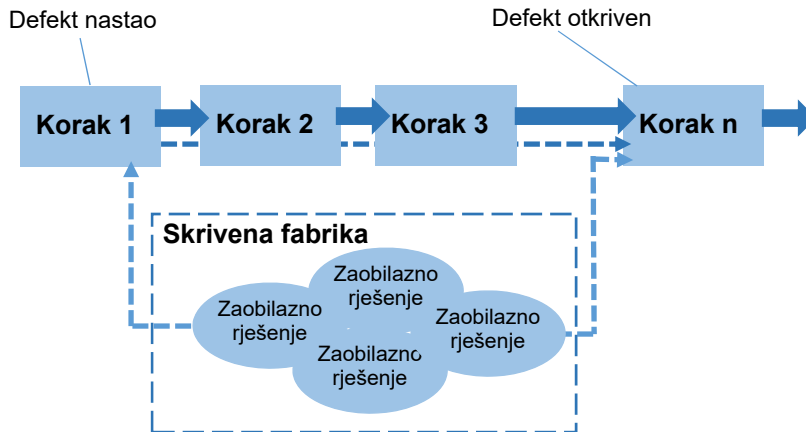 Defekt nastao
Defekt otkriven
Korak 1
Korak 2
Korak 3
Korak n
Skrivena fabrika
Zaobilazno
rješenje
Zaobilazno
rješenje
Zaobilazno
rješenje
Zaobilazno
rješenje